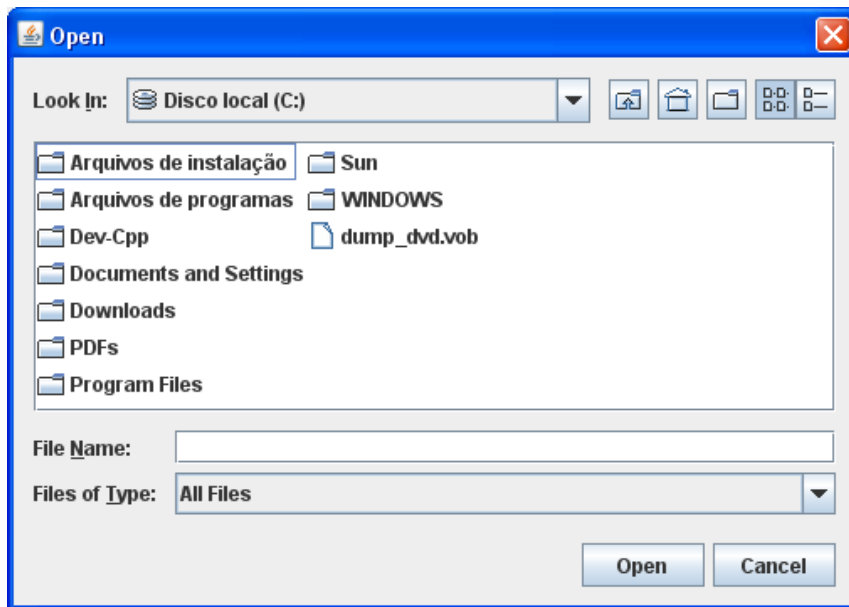 Open
Look In: Disco local (C:)
Arquivos de instalação
Arquivos de programas
Dev-Cpp
Documents and Settings
Downloads
PDFs
Program Files
Sun
WINDOWS
dump_dvd.vob
File Name:
Files of Type: All Files
Open Cancel